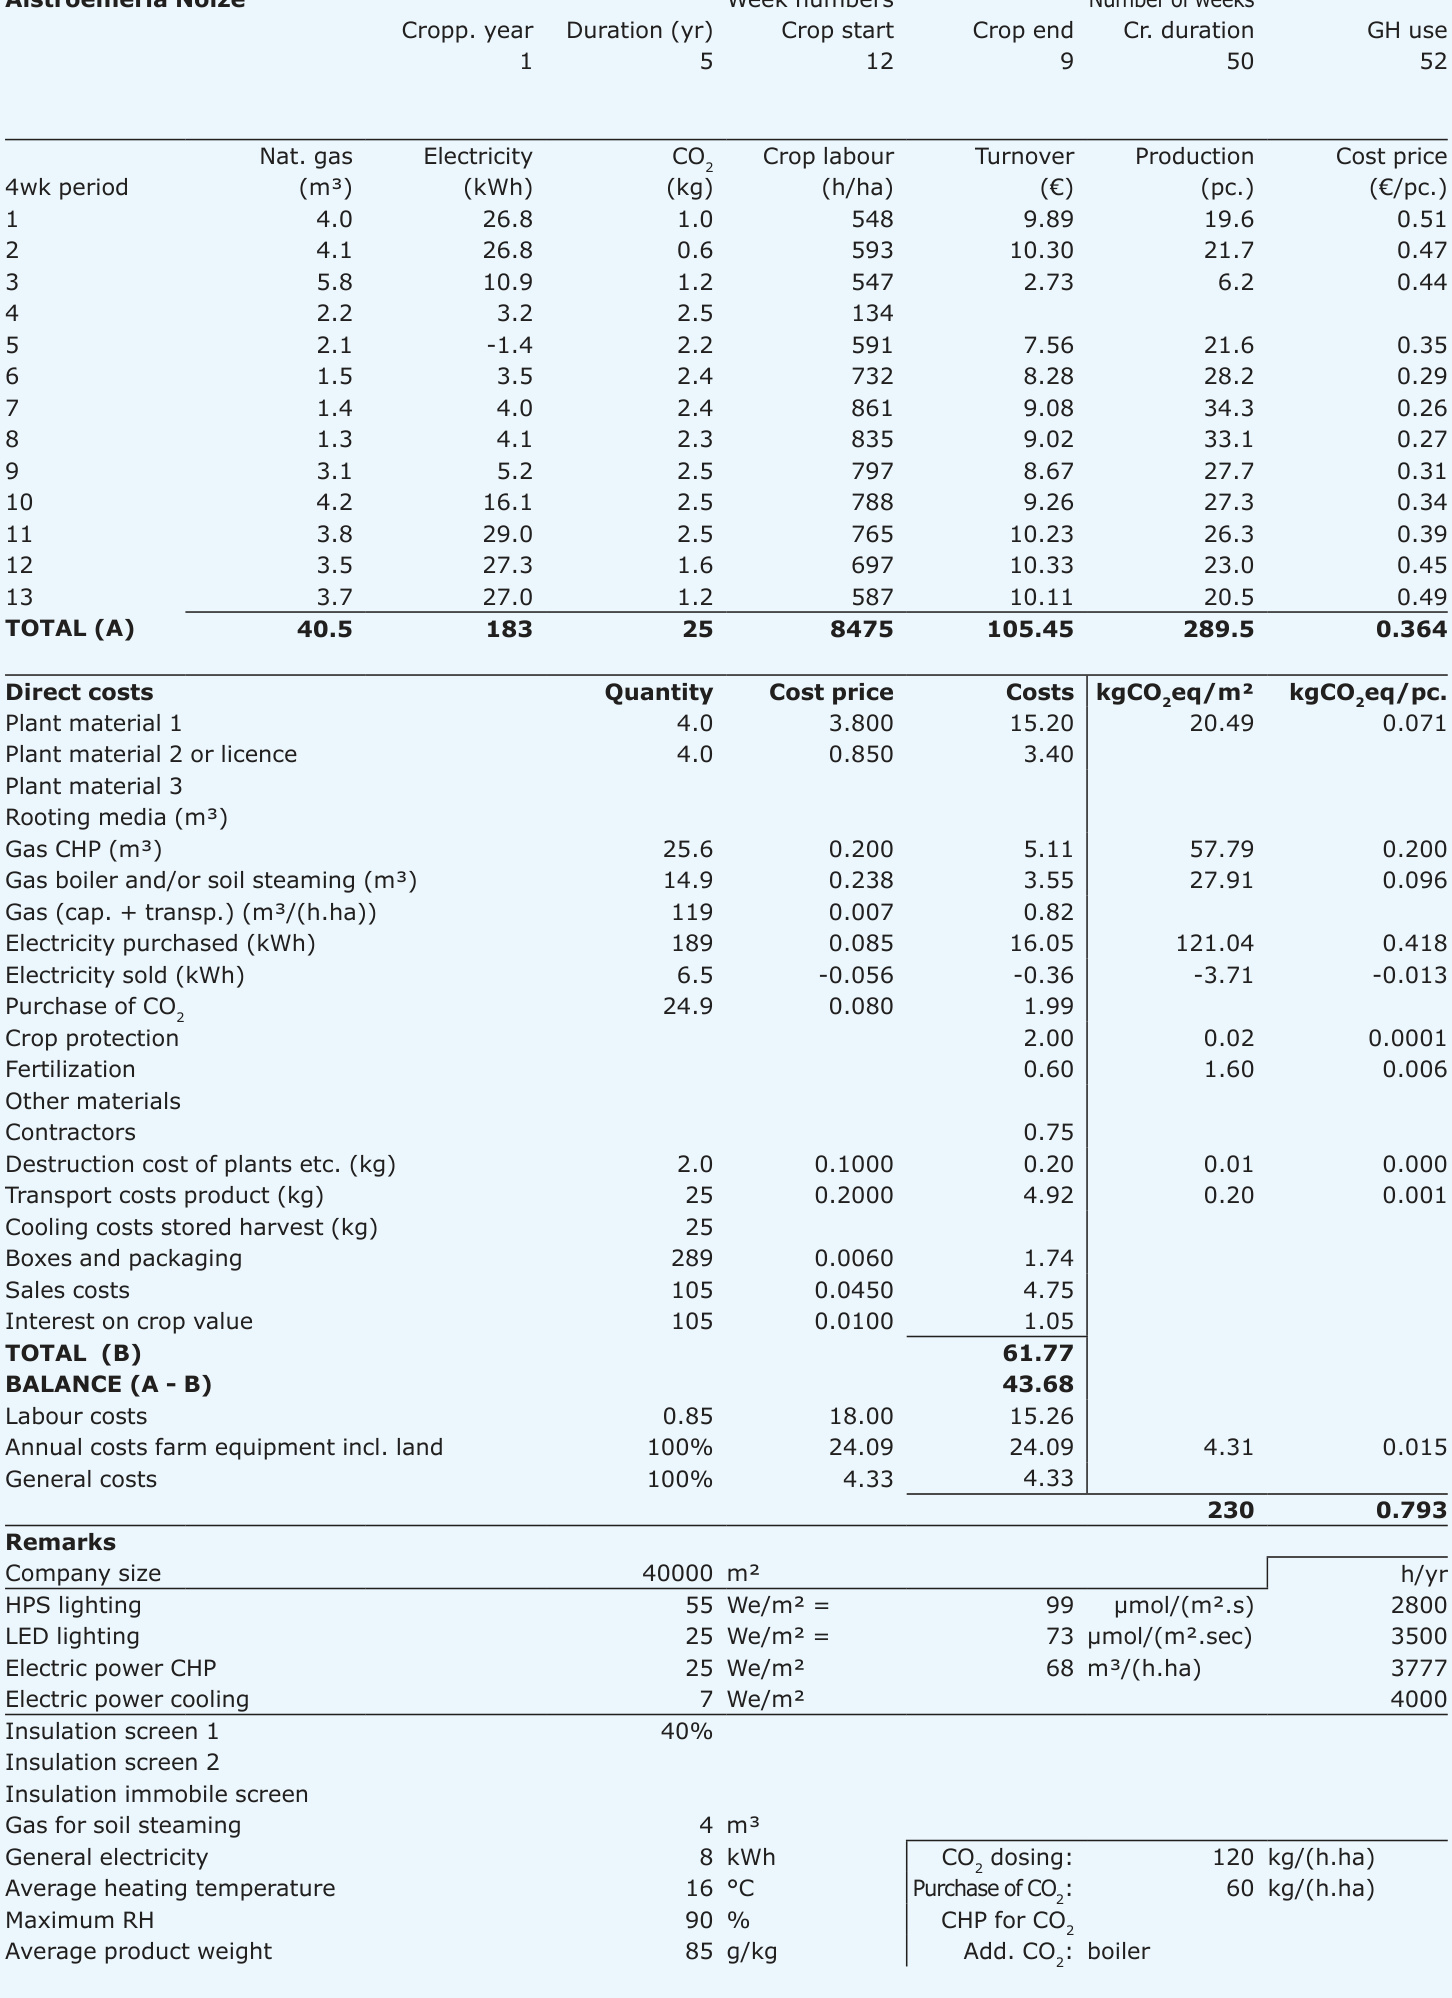 Alstroemeria Noize Week numbers Number of weeks
Cropp. year Duration (yr) Crop start Crop end Cr. duration GH use
1 5 12 9 50 52
Nat. gas Electricity CO₂ Crop labour Turnover Production Cost price
4wk period (m³) (kWh) (kg) (h/ha) (€) (pc.) (€/pc.)
1 4.0 26.8 1.0 548 9.89 19.6 0.51
2 4.1 26.8 0.6 593 10.30 21.7 0.47
3 5.8 10.9 1.2 547 2.73 6.2 0.44
4 2.2 3.2 2.5 134
5 2.1 -1.4 2.2 591 7.56 21.6 0.35
6 1.5 3.5 2.4 732 8.28 28.2 0.29
7 1.4 4.0 2.4 861 9.08 34.3 0.26
8 1.3 4.1 2.3 835 9.02 33.1 0.27
9 3.1 5.2 2.5 797 8.67 27.7 0.31
10 4.2 16.1 2.5 788 9.26 27.3 0.34
11 3.8 29.0 2.5 765 10.23 26.3 0.39
12 3.5 27.3 1.6 697 10.33 23.0 0.45
13 3.7 27.0 1.2 587 10.11 20.5 0.49
TOTAL (A) 40.5 183 25 8475 105.45 289.5 0.364
Direct costs Quantity Cost price Costs kgCO₂eq/m² kgCO₂eq/pc.
Plant material 1 4.0 3.800 15.20 20.49 0.071
Plant material 2 or licence 4.0 0.850 3.40
Plant material 3
Rooting media (m³)
Gas CHP (m³) 25.6 0.200 5.11 57.79 0.200
Gas boiler and/or soil steaming (m³) 14.9 0.238 3.55 27.91 0.096
Gas (cap. + transp.) (m³/(h.ha)) 119 0.007 0.82
Electricity purchased (kWh) 189 0.085 16.05 121.04 0.418
Electricity sold (kWh) 6.5 -0.056 -0.36 -3.71 -0.013
Purchase of CO₂ 24.9 0.080 1.99
Crop protection 2.00 0.02 0.0001
Fertilization 0.60 1.60 0.006
Other materials
Contractors 0.75
Destruction cost of plants etc. (kg) 2.0 0.1000 0.20 0.01 0.000
Transport costs product (kg) 25 0.2000 4.92 0.20 0.001
Cooling costs stored harvest (kg) 25
Boxes and packaging 289 0.0060 1.74
Sales costs 105 0.0450 4.75
Interest on crop value 105 0.0100 1.05
TOTAL (B) 61.77
BALANCE (A - B) 43.68
Labour costs 0.85 18.00 15.26
Annual costs farm equipment incl. land 100% 24.09 24.09 4.31 0.015
General costs 100% 4.33 4.33
230 0.793
Remarks
Company size 40000 m² h/yr
HPS lighting 55 We/m² = 99 µmol/(m².s) 2800
LED lighting 25 We/m² = 73 µmol/(m².sec) 3500
Electric power CHP 25 We/m² 68 m³/(h.ha) 3777
Electric power cooling 7 We/m² 4000
Insulation screen 1 40%
Insulation screen 2
Insulation immobile screen
Gas for soil steaming 4 m³
General electricity 8 kWh CO₂ dosing: 120 kg/(h.ha)
Average heating temperature 16 °C Purchase of CO₂: 60 kg/(h.ha)
Maximum RH 90 % CHP for CO₂
Average product weight 85 g/kg Add. CO₂: boiler